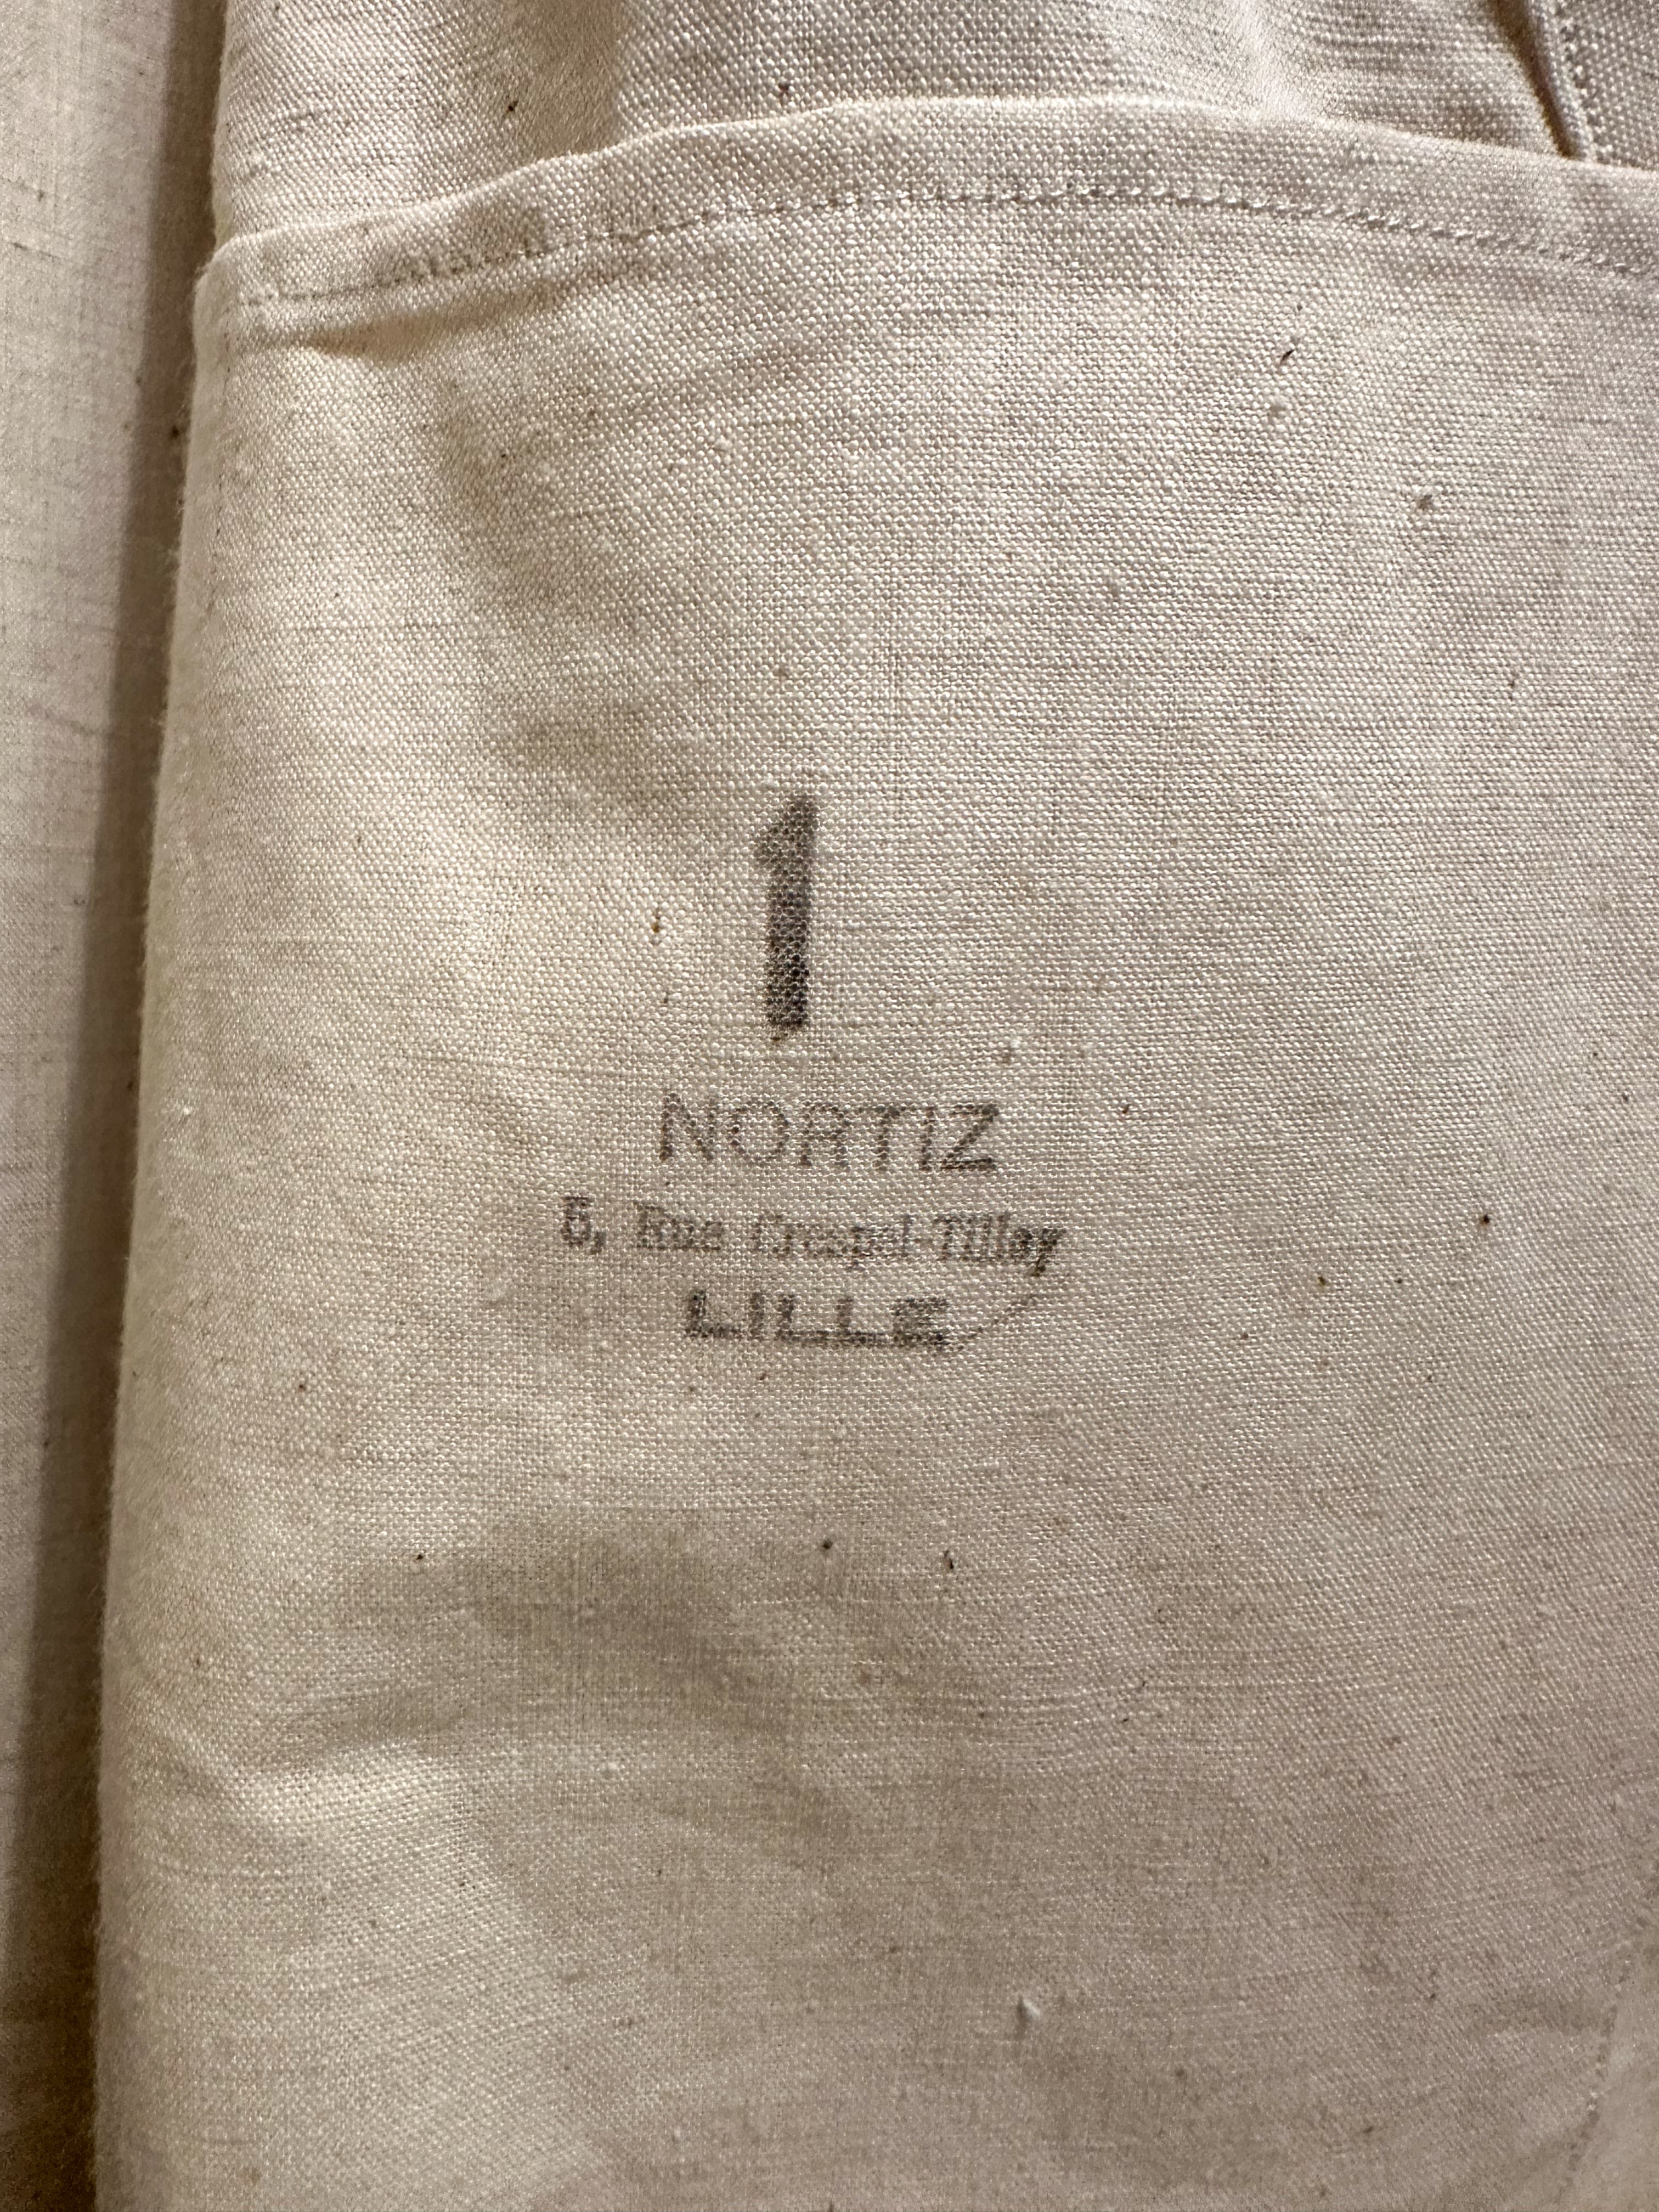 1
NORTIZ
5, Rue Crespel-Tilloy
LILLE